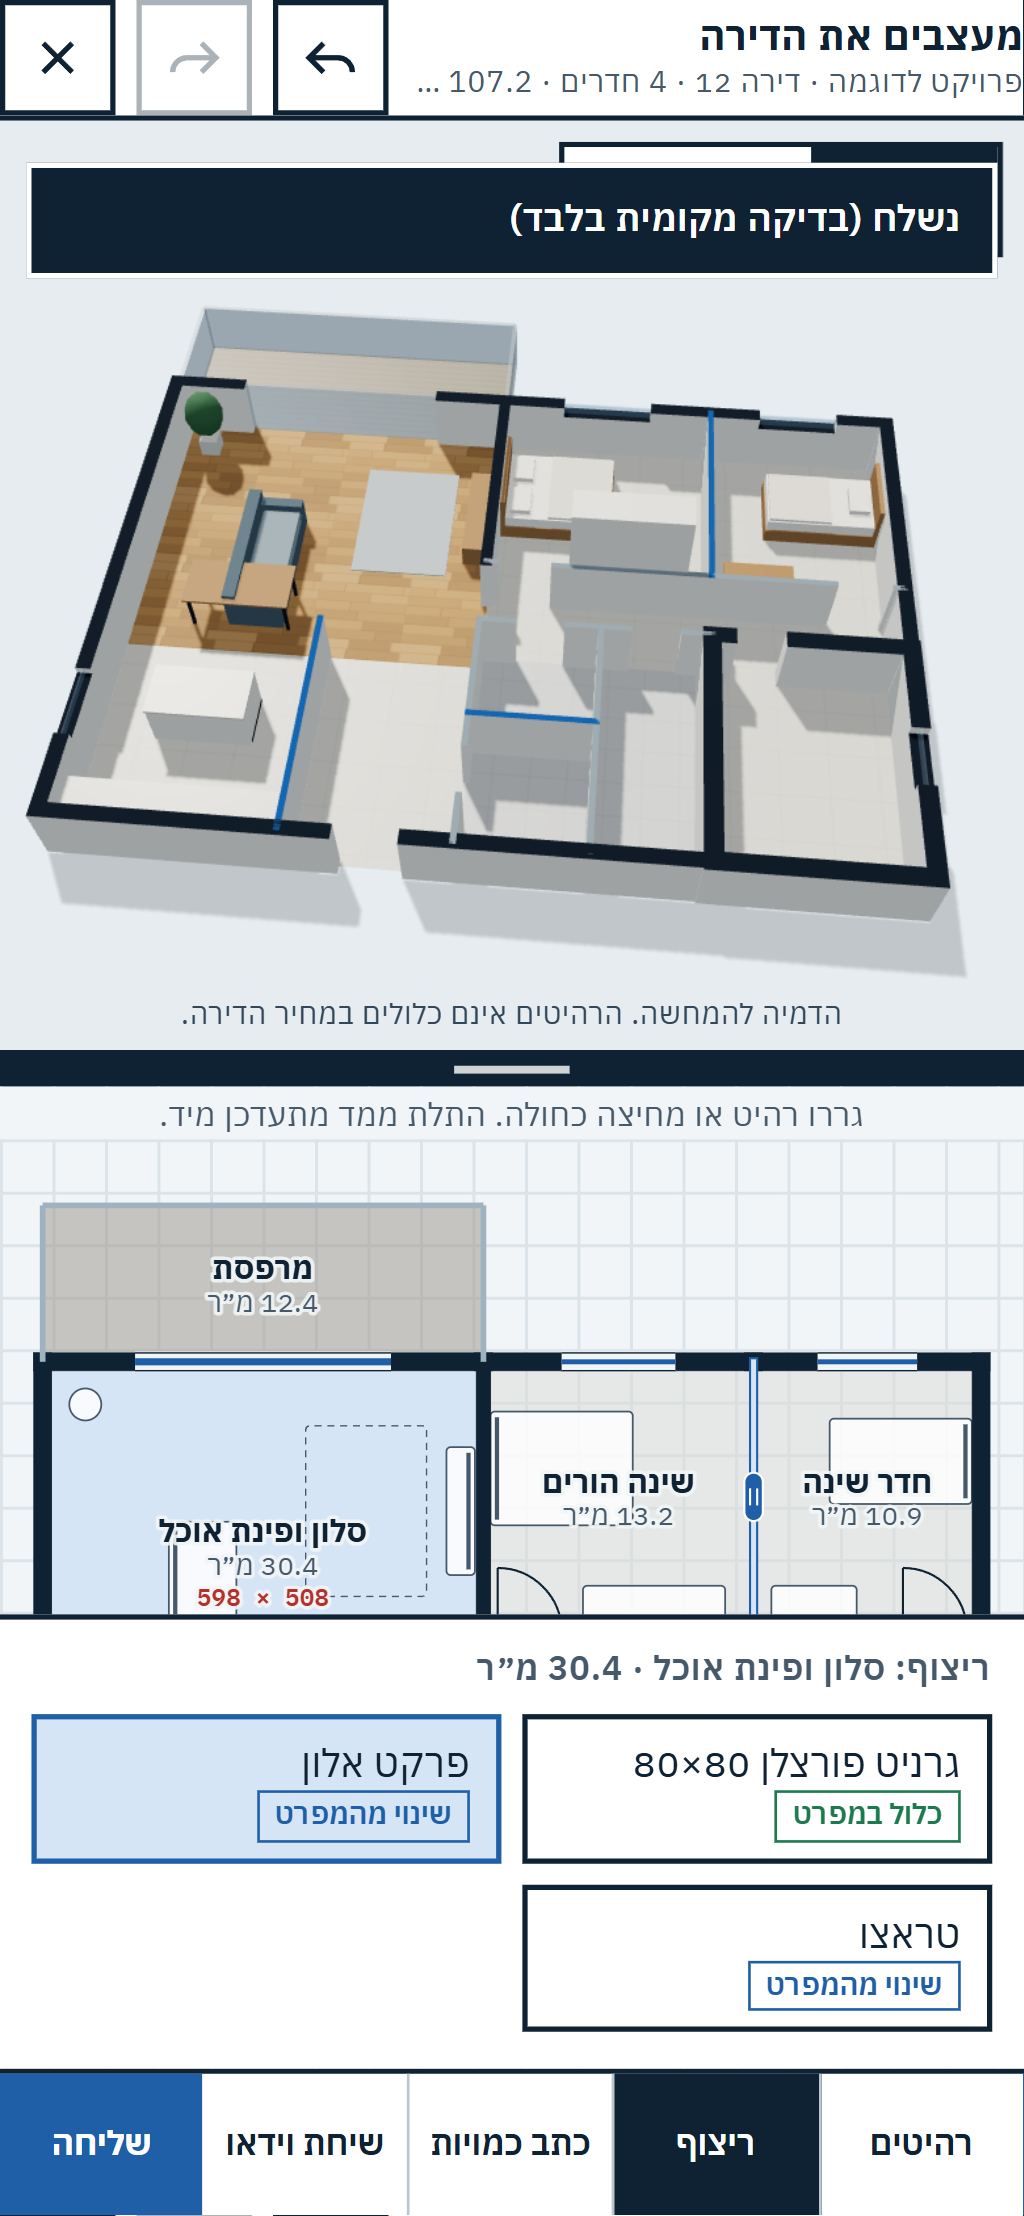 מעצבים את הדירה
פרויקט לדוגמה · דירה 12 · 4 חדרים · 107.2 ...
נשלח (בדיקה מקומית בלבד)
הדמיה להמחשה. הרהיטים אינם כלולים במחיר הדירה.
גררו רהיט או מחיצה כחולה. התלת ממד מתעדכן מיד.
מרפסת
12.4 מ״ר
חדר שינה
10.9 מ״ר
שינה הורים
13.2 מ״ר
סלון ופינת אוכל
30.4 מ״ר
598 × 508
ריצוף: סלון ופינת אוכל · 30.4 מ״ר
גרניט פורצלן 80×80
כלול במפרט
פרקט אלון
שינוי מהמפרט
טראצו
שינוי מהמפרט
רהיטים
ריצוף
כתב כמויות
שיחת וידאו
שליחה